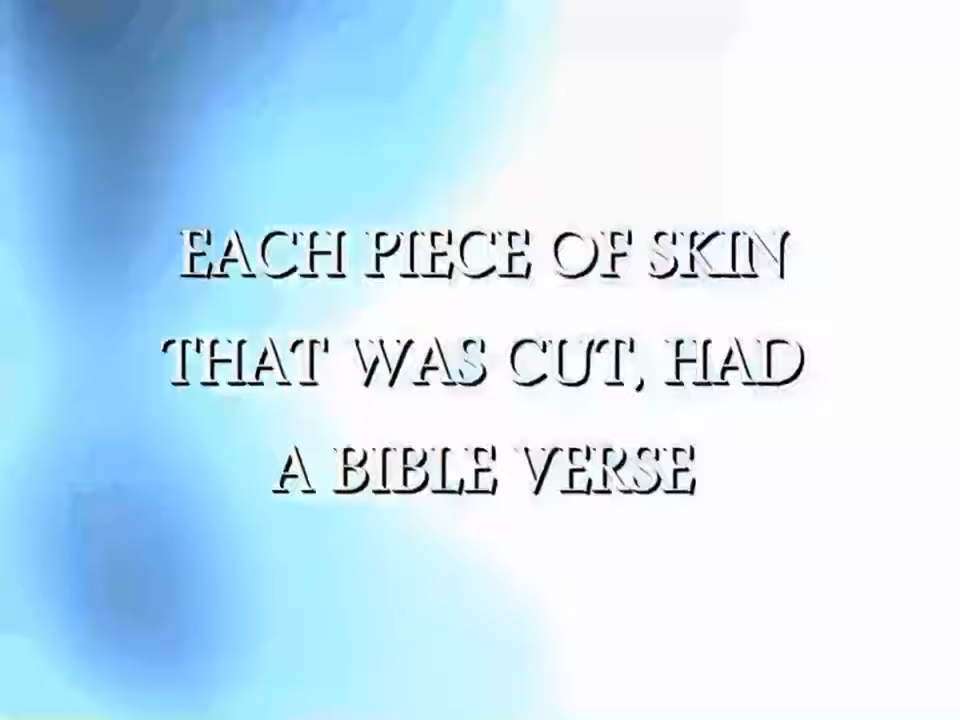 EACH PIECE OF SKIN
THAT WAS CUT, HAD
A BIBLE VERSE